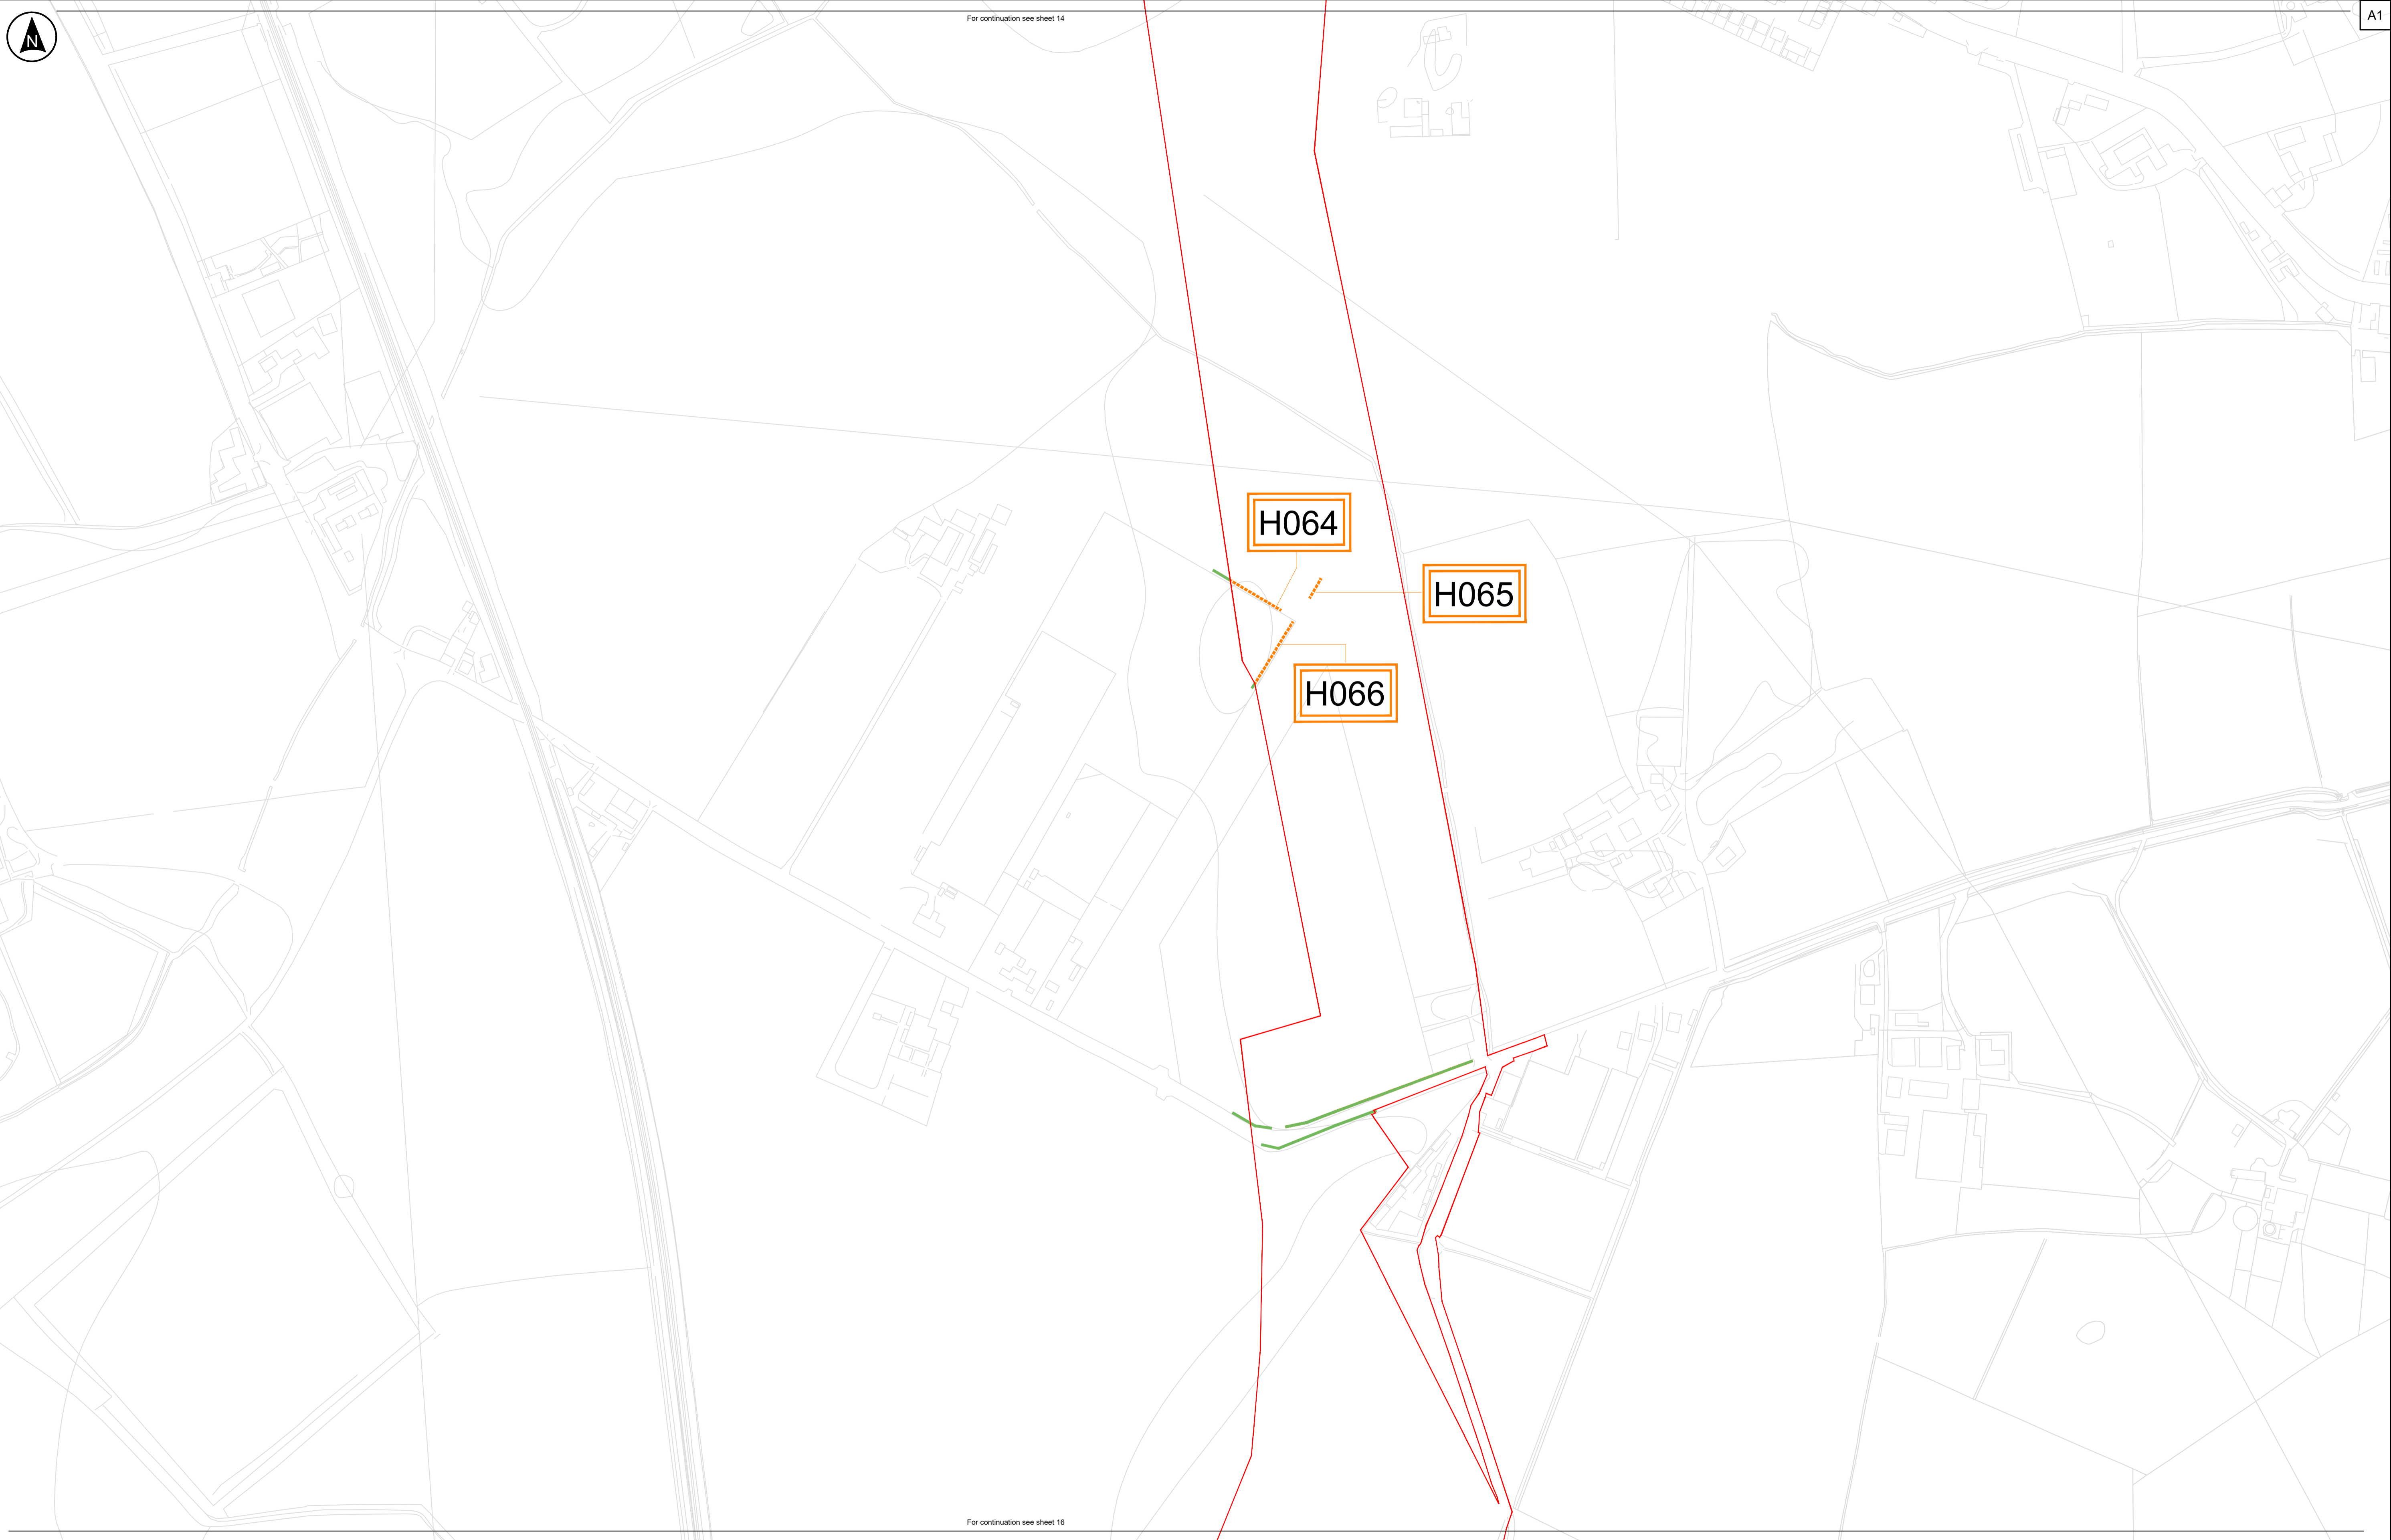 For continuation see sheet 14
A1
N
H064
H065
H066
For continuation see sheet 16